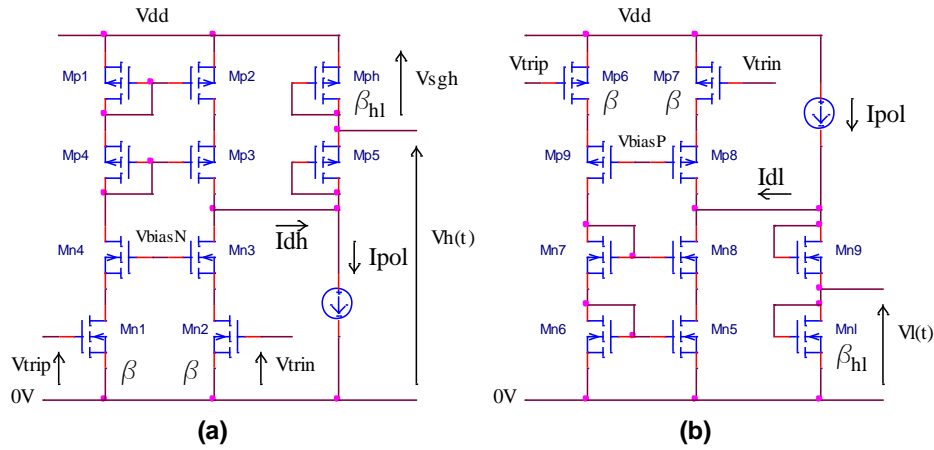 Vdd
Mp1
Mp2
Mph
βhl
Vsgh
Mp4
Mp3
Mp5
Mn4
VbiasN
Mn3
Idh
Ipol
Vh(t)
Mn1
Mn2
Vtrip
β
β
Vtrin
0V
(a)
Vdd
Vtrip
Mp6
β
Mp7
β
Vtrin
Ipol
Mp9
VbiasP
Mp8
Idl
Mn7
Mn8
Mn9
Mn6
Mn5
Mnl
βhl
Vl(t)
0V
(b)